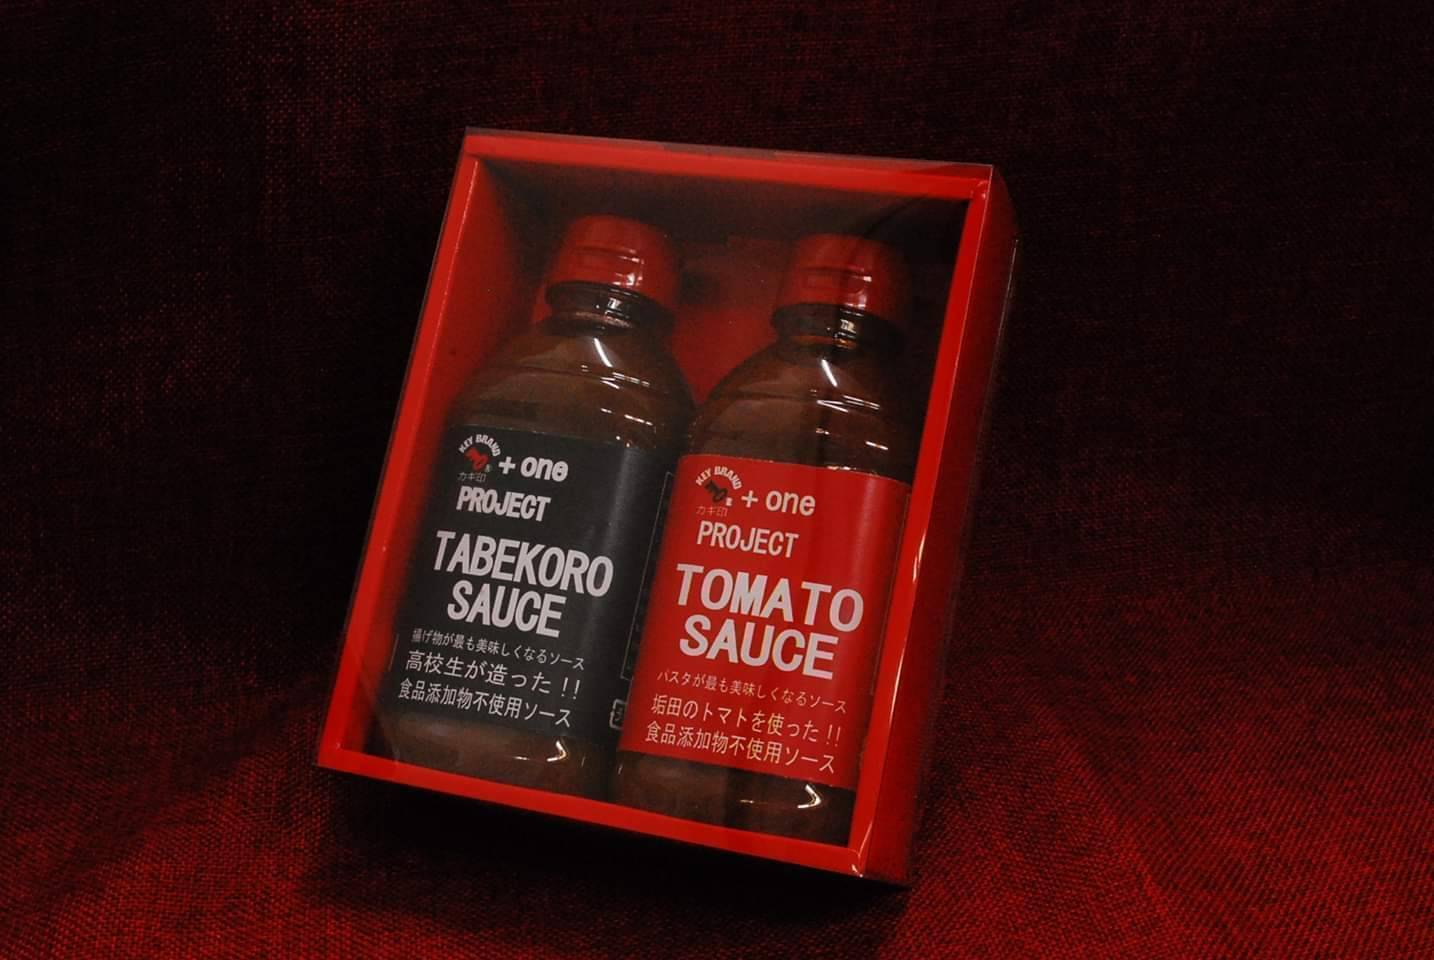 KEY BRAND
カギ印
+ one
PROJECT
TABEKORO
SAUCE
揚げ物が最も美味しくなるソース
高校生が造った!!
食品添加物不使用ソース
KEY BRAND
カギ印
+ one
PROJECT
TOMATO
SAUCE
パスタが最も美味しくなるソース
垢田のトマトを使った!!
食品添加物不使用ソース